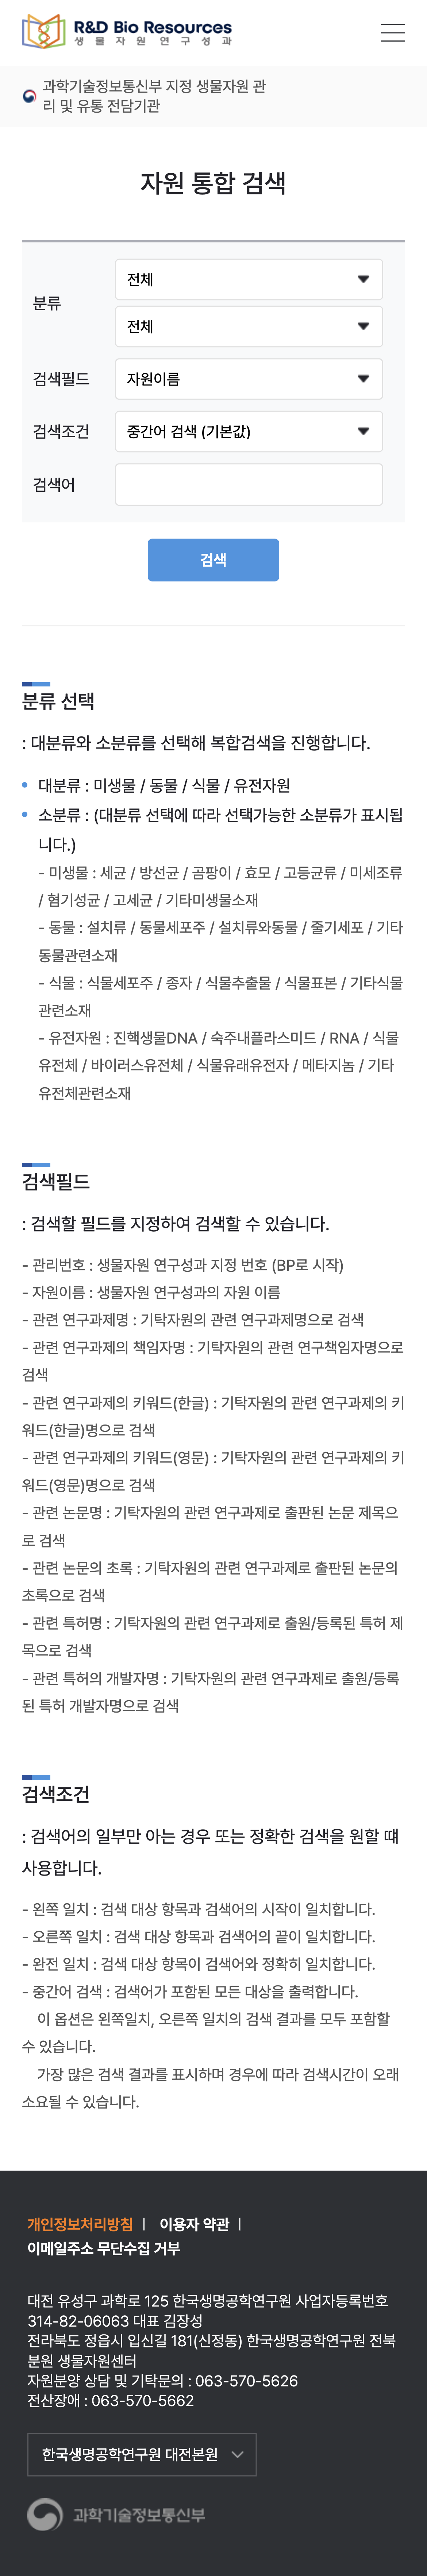 R&D Bio Resources
생 물 자 원 연 구 성 과
과학기술정보통신부 지정 생물자원 관
리 및 유통 전담기관
자원 통합 검색
분류
전체
전체
검색필드
자원이름
검색조건
중간어 검색 (기본값)
검색어
검색
분류 선택
: 대분류와 소분류를 선택해 복합검색을 진행합니다.
대분류 : 미생물 / 동물 / 식물 / 유전자원
소분류 : (대분류 선택에 따라 선택가능한 소분류가 표시됩
니다.)
- 미생물 : 세균 / 방선균 / 곰팡이 / 효모 / 고등균류 / 미세조류
/ 혐기성균 / 고세균 / 기타미생물소재
- 동물 : 설치류 / 동물세포주 / 설치류와동물 / 줄기세포 / 기타
동물관련소재
- 식물 : 식물세포주 / 종자 / 식물추출물 / 식물표본 / 기타식물
관련소재
- 유전자원 : 진핵생물DNA / 숙주내플라스미드 / RNA / 식물
유전체 / 바이러스유전체 / 식물유래유전자 / 메타지놈 / 기타
유전체관련소재
검색필드
: 검색할 필드를 지정하여 검색할 수 있습니다.
- 관리번호 : 생물자원 연구성과 지정 번호 (BP로 시작)
- 자원이름 : 생물자원 연구성과의 자원 이름
- 관련 연구과제명 : 기탁자원의 관련 연구과제명으로 검색
- 관련 연구과제의 책임자명 : 기탁자원의 관련 연구책임자명으로
검색
- 관련 연구과제의 키워드(한글) : 기탁자원의 관련 연구과제의 키
워드(한글)명으로 검색
- 관련 연구과제의 키워드(영문) : 기탁자원의 관련 연구과제의 키
워드(영문)명으로 검색
- 관련 논문명 : 기탁자원의 관련 연구과제로 출판된 논문 제목으
로 검색
- 관련 논문의 초록 : 기탁자원의 관련 연구과제로 출판된 논문의
초록으로 검색
- 관련 특허명 : 기탁자원의 관련 연구과제로 출원/등록된 특허 제
목으로 검색
- 관련 특허의 개발자명 : 기탁자원의 관련 연구과제로 출원/등록
된 특허 개발자명으로 검색
검색조건
: 검색어의 일부만 아는 경우 또는 정확한 검색을 원할 떄
사용합니다.
- 왼쪽 일치 : 검색 대상 항목과 검색어의 시작이 일치합니다.
- 오른쪽 일치 : 검색 대상 항목과 검색어의 끝이 일치합니다.
- 완전 일치 : 검색 대상 항목이 검색어와 정확히 일치합니다.
- 중간어 검색 : 검색어가 포함된 모든 대상을 출력합니다.
이 옵션은 왼쪽일치, 오른쪽 일치의 검색 결과를 모두 포함할
수 있습니다.
가장 많은 검색 결과를 표시하며 경우에 따라 검색시간이 오래
소요될 수 있습니다.
개인정보처리방침 | 이용자 약관 |
이메일주소 무단수집 거부
대전 유성구 과학로 125 한국생명공학연구원 사업자등록번호
314-82-06063 대표 김장성
전라북도 정읍시 입신길 181(신정동) 한국생명공학연구원 전북
분원 생물자원센터
자원분양 상담 및 기탁문의 : 063-570-5626
전산장애 : 063-570-5662
한국생명공학연구원 대전본원
과학기술정보통신부